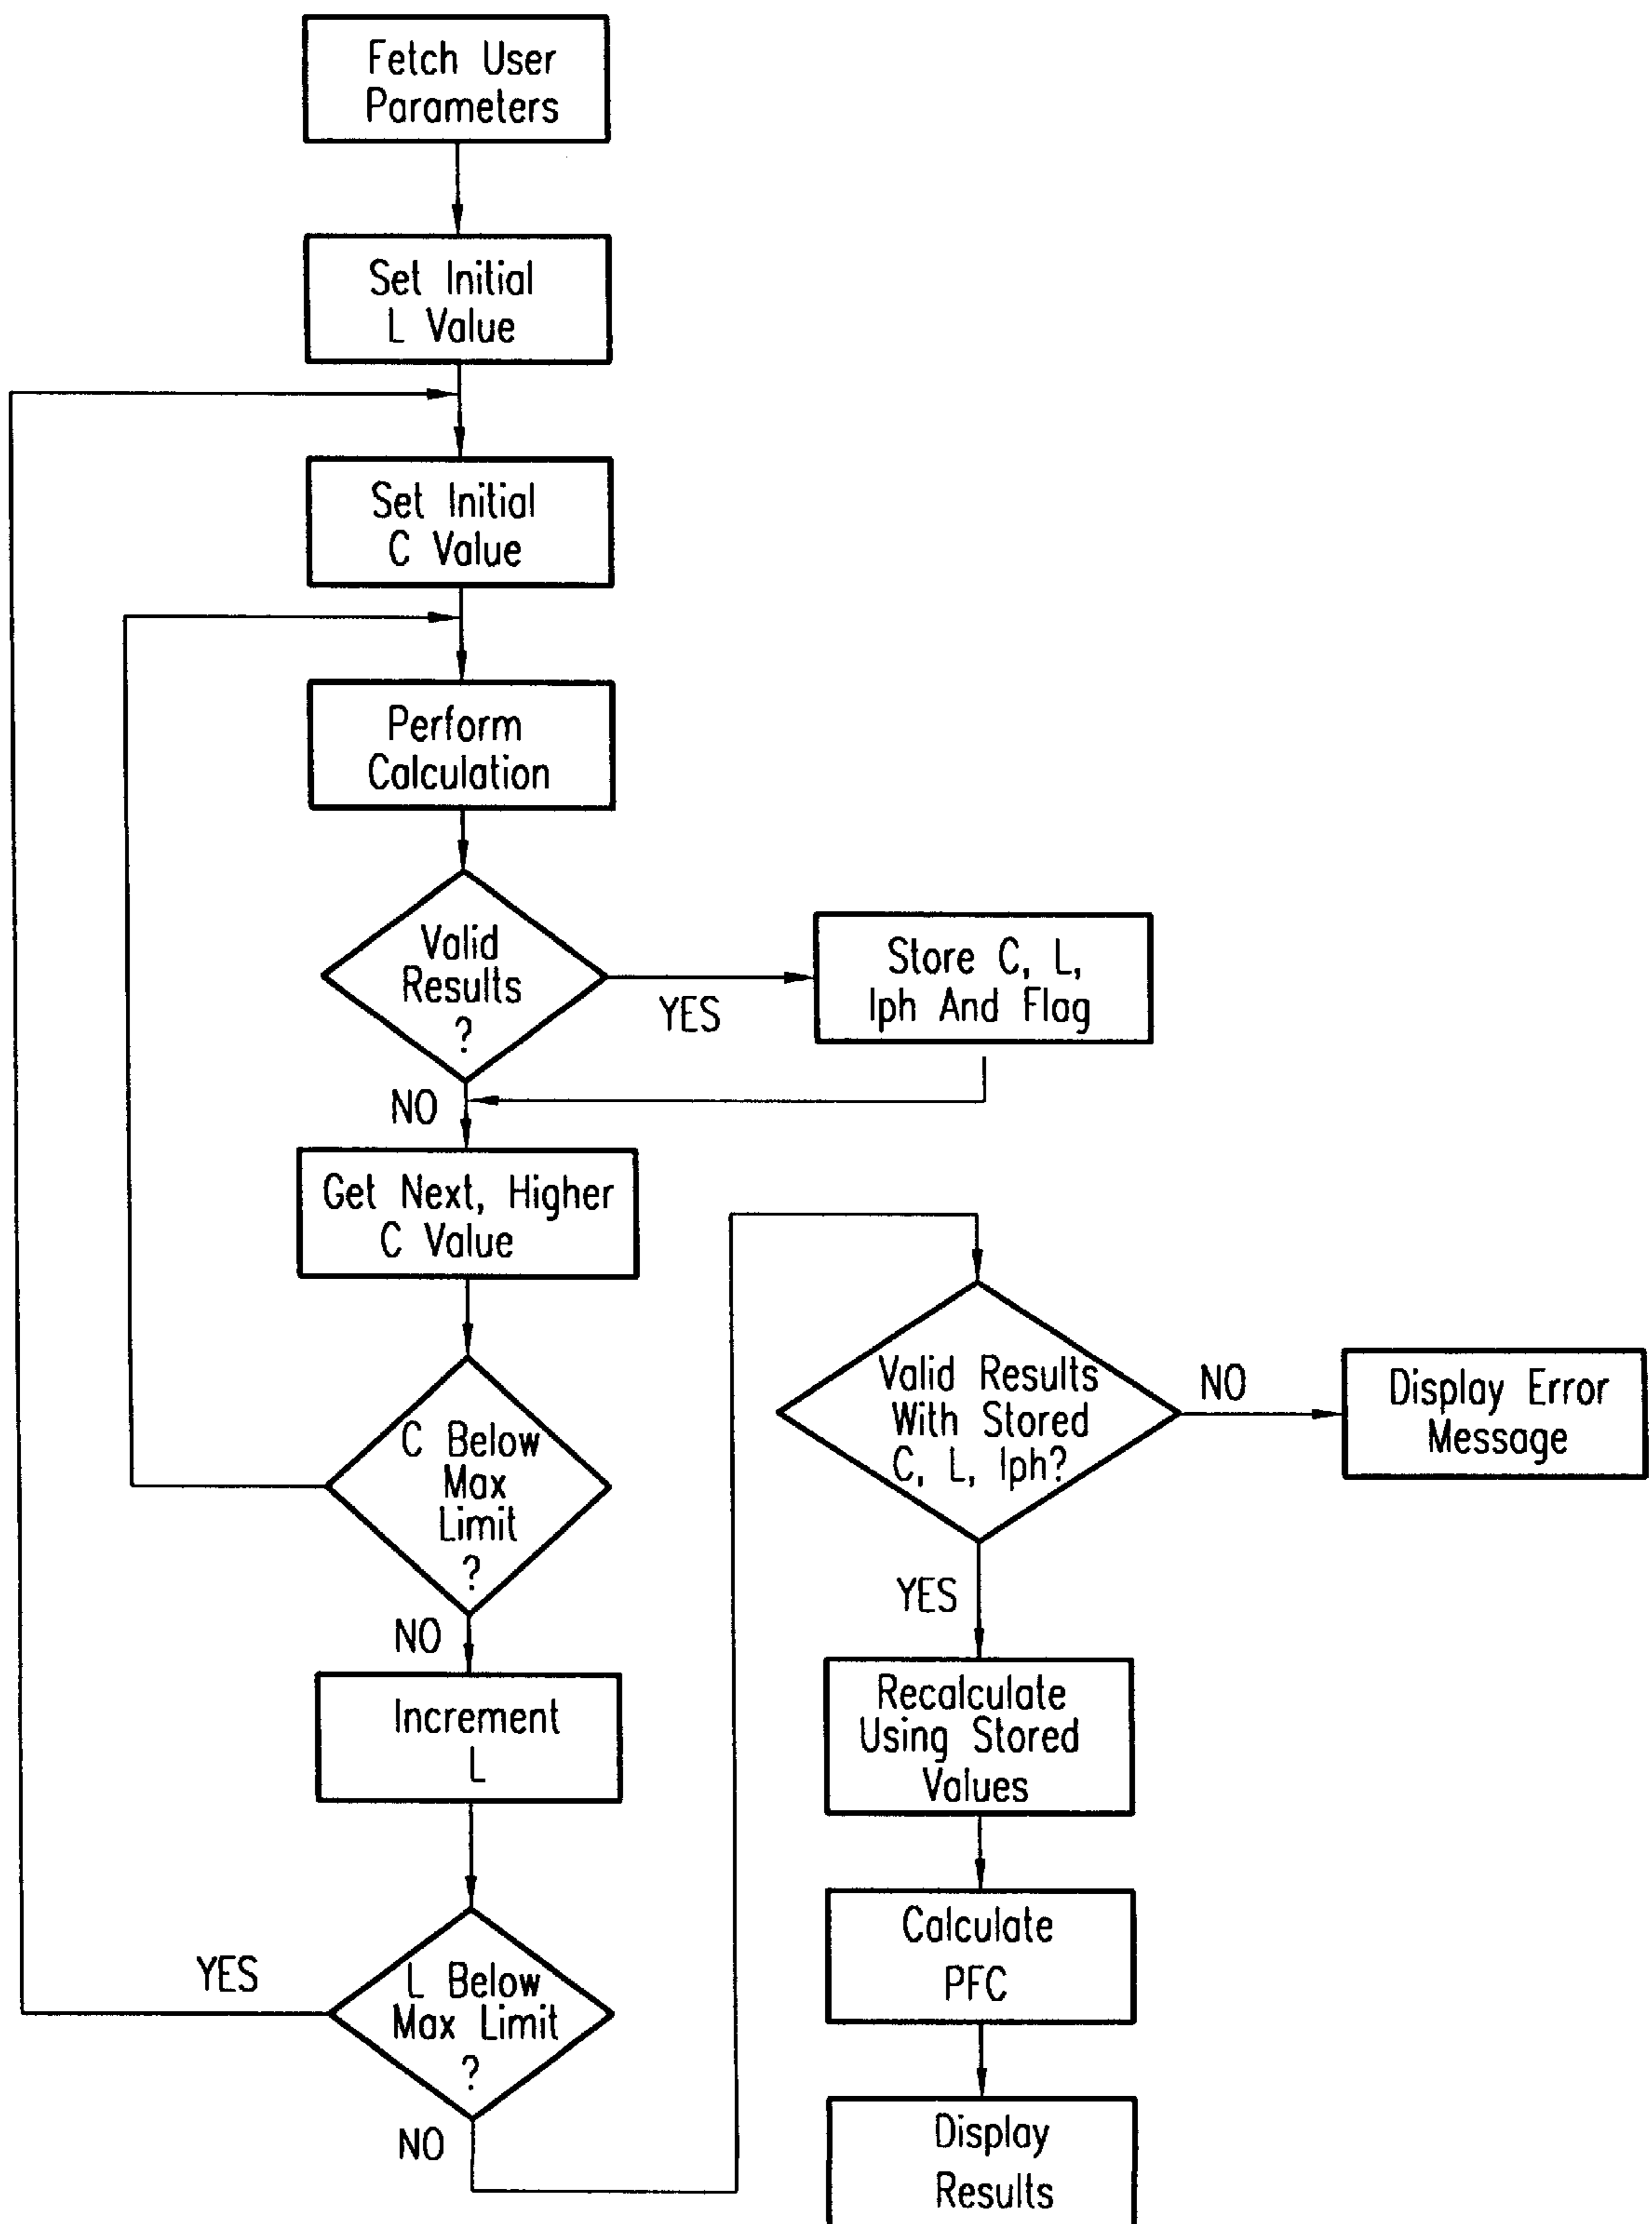 Fetch User
Parameters
Set Initial
L Value
Set Initial
C Value
Perform
Calculation
Valid
Results
?
YES
Store C, L,
Iph And Flag
NO
Get Next, Higher
C Value
C Below
Max
Limit
?
NO
Increment
L
L Below
Max Limit
?
YES
NO
Valid Results
With Stored
C, L, Iph?
NO
Display Error
Message
YES
Recalculate
Using Stored
Values
Calculate
PFC
Display
Results